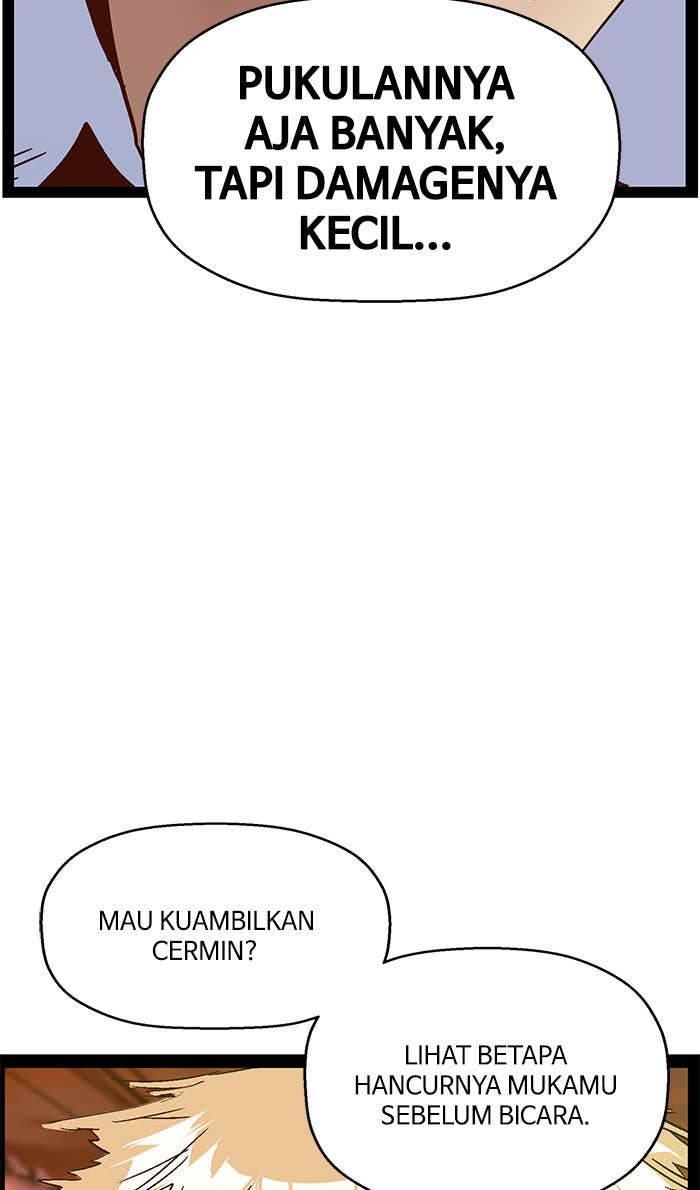 PUKULANNYA
AJA BANYAK,
TAPI DAMAGENYA
KECIL...
MAU KUAMBILKAN
CERMIN?
LIHAT BETAPA
HANCURNYA MUKAMU
SEBELUM BICARA.